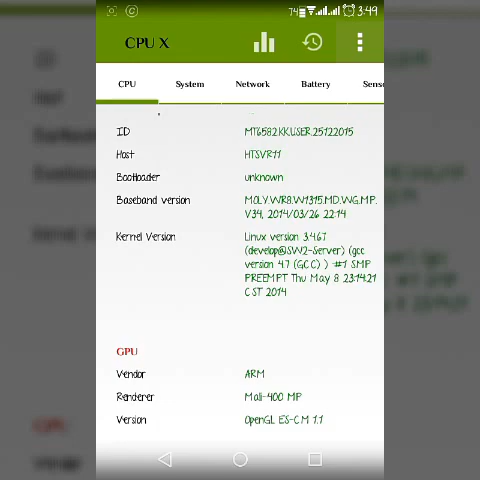 74 3:49
CPU X
CPU System Network Battery Senso
ID MT6582.KK.USER.25122015
Host HTSVR11
Bootloader unknown
Baseband version MOLY.WR8.W1315.MD.WG.MP.
V34, 2014/03/26 22:14
Kernel Version Linux version 3.4.67
(develop@SW2-Server) (gcc
version 4.7 (GCC) ) #1 SMP
PREEMPT Thu May 8 23:14:21
CST 2014
GPU
Vendor ARM
Renderer Mali-400 MP
Version OpenGL ES-CM 1.1